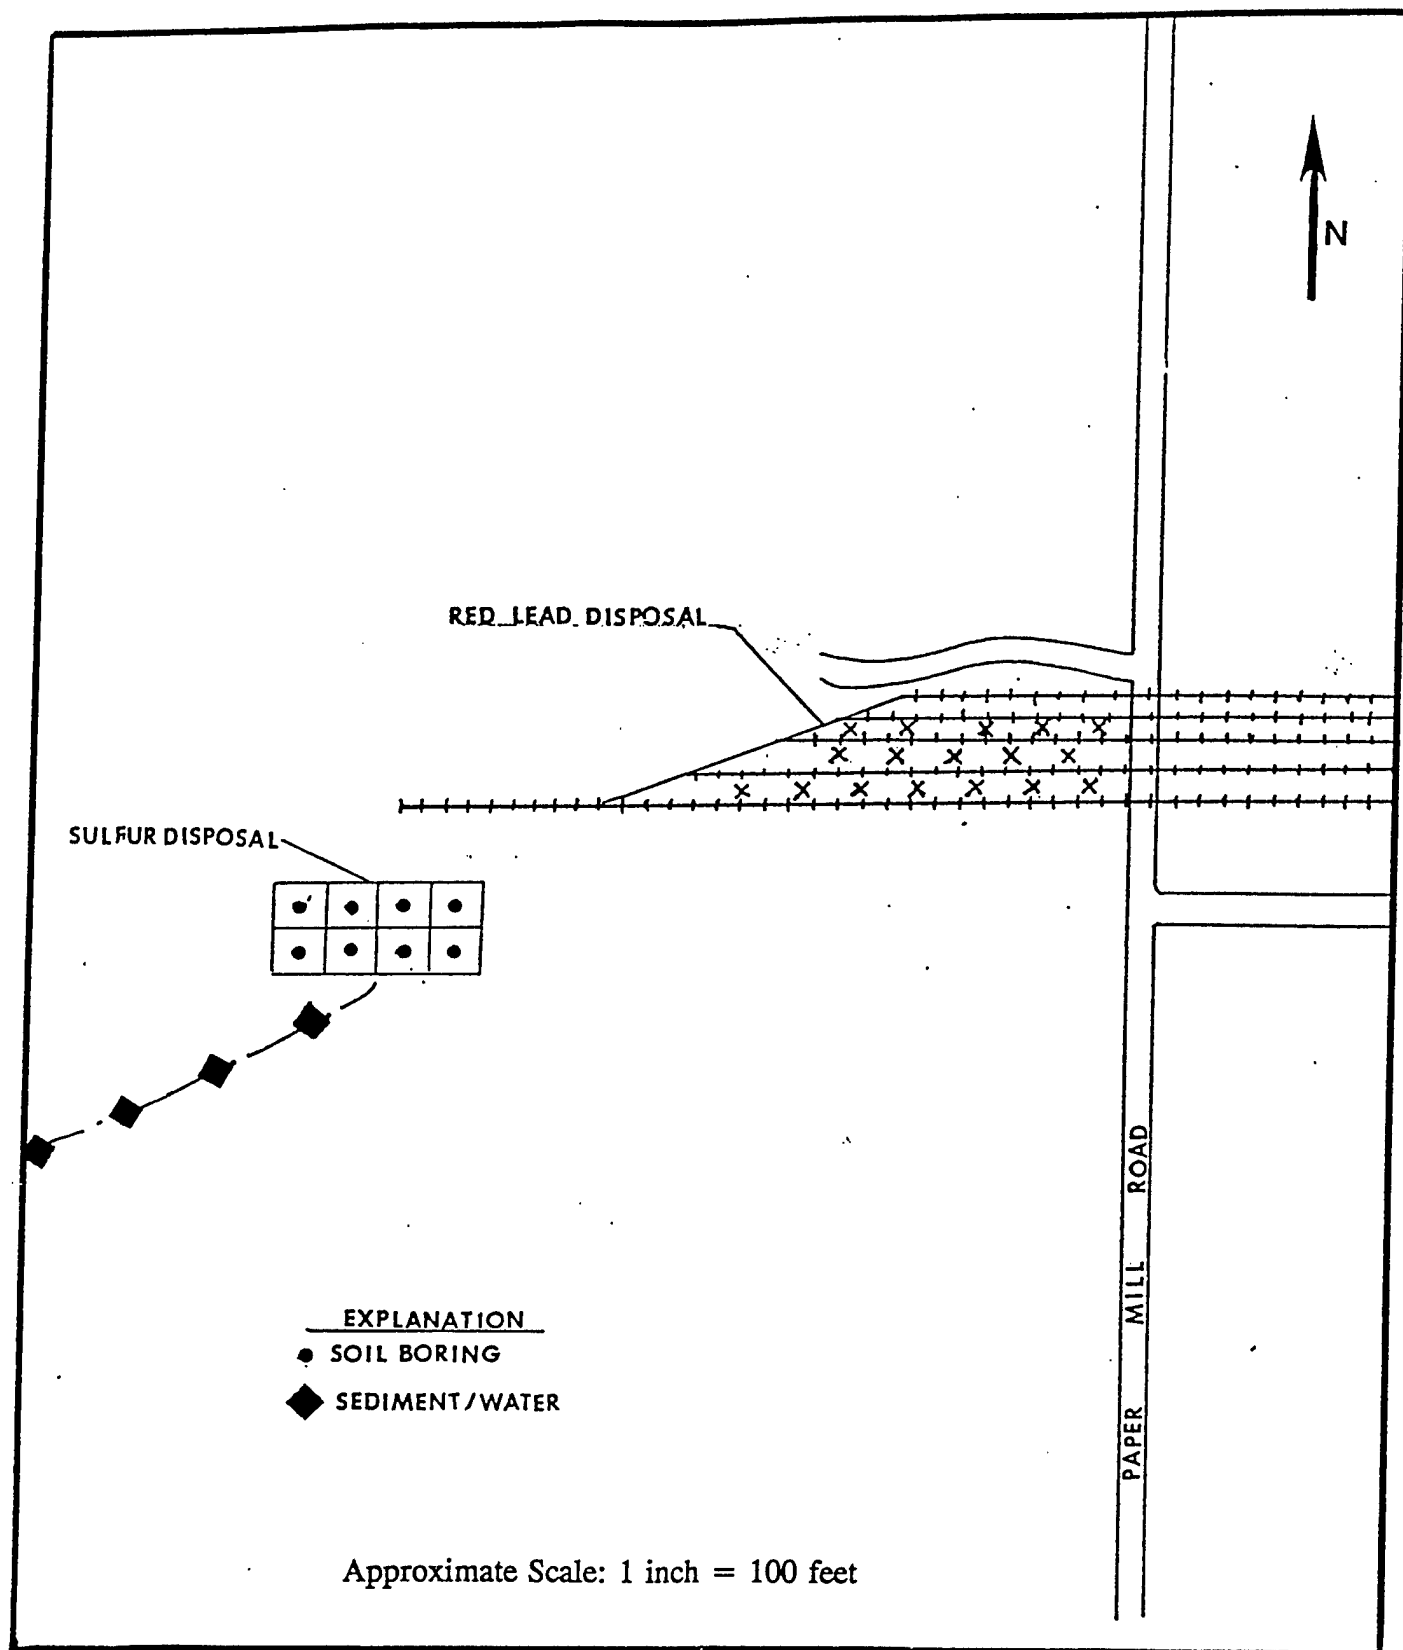 N
RED LEAD DISPOSAL
SULFUR DISPOSAL
PAPER MILL ROAD
EXPLANATION
SOIL BORING
SEDIMENT/WATER
Approximate Scale: 1 inch = 100 feet